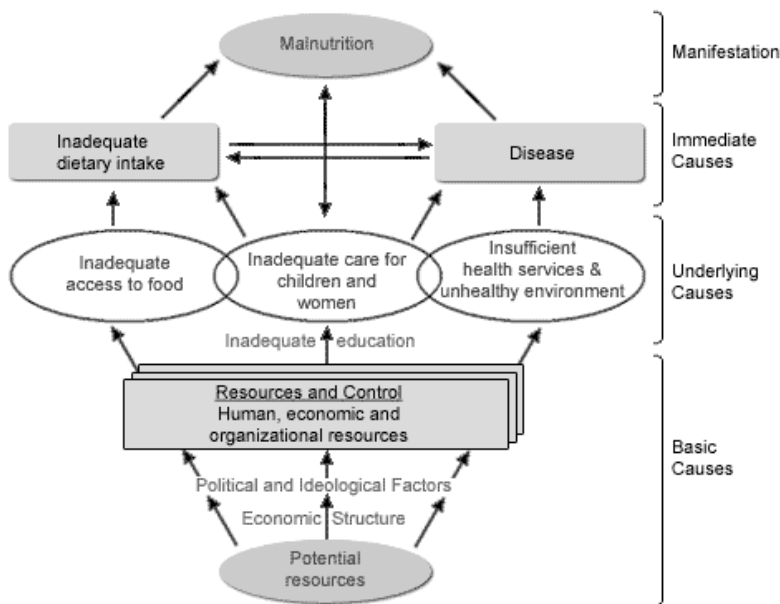 Malnutrition
Manifestation
Inadequate
dietary intake
Disease
Immediate
Causes
Inadequate
access to food
Inadequate care for
children and
women
Insufficient
health services &
unhealthy environment
Underlying
Causes
Inadequate education
Resources and Control
Human, economic and
organizational resources
Political and Ideological Factors
Economic Structure
Basic
Causes
Potential
resources